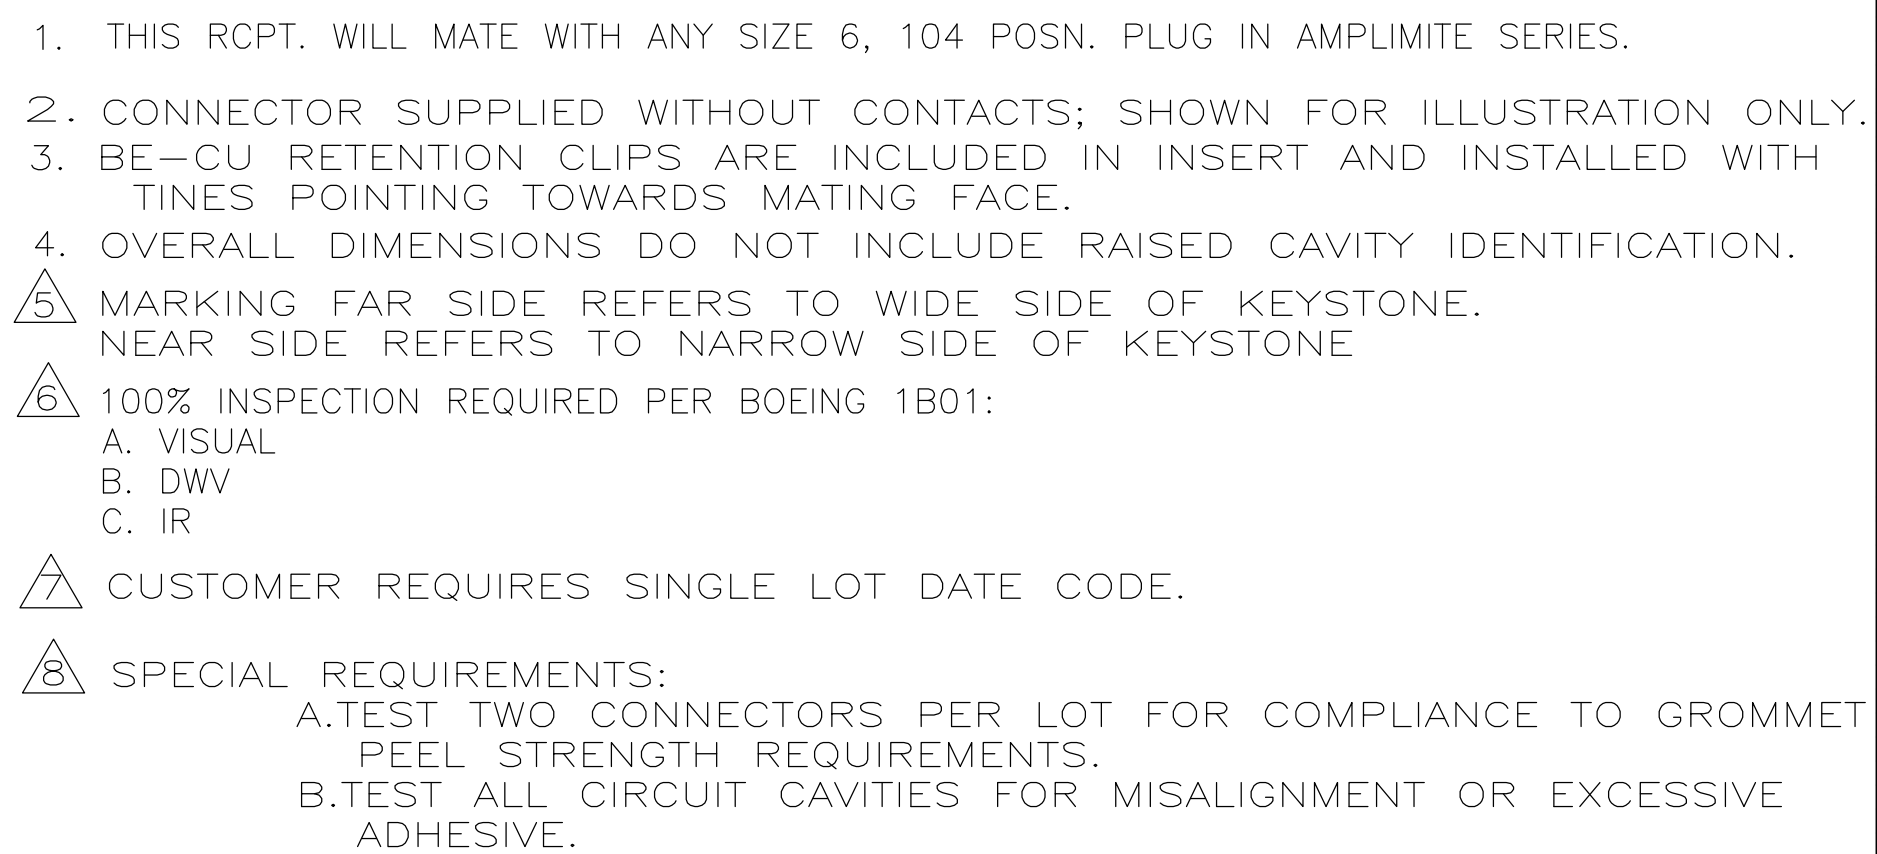 1. THIS RCPT. WILL MATE WITH ANY SIZE 6, 104 POSN. PLUG IN AMPLIMITE SERIES.
2. CONNECTOR SUPPLIED WITHOUT CONTACTS; SHOWN FOR ILLUSTRATION ONLY.
3. BE-CU RETENTION CLIPS ARE INCLUDED IN INSERT AND INSTALLED WITH
TINES POINTING TOWARDS MATING FACE.
4. OVERALL DIMENSIONS DO NOT INCLUDE RAISED CAVITY IDENTIFICATION.
5 MARKING FAR SIDE REFERS TO WIDE SIDE OF KEYSTONE.
NEAR SIDE REFERS TO NARROW SIDE OF KEYSTONE
6 100% INSPECTION REQUIRED PER BOEING 1B01:
A. VISUAL
B. DWV
C. IR
7 CUSTOMER REQUIRES SINGLE LOT DATE CODE.
8 SPECIAL REQUIREMENTS:
A.TEST TWO CONNECTORS PER LOT FOR COMPLIANCE TO GROMMET
PEEL STRENGTH REQUIREMENTS.
B.TEST ALL CIRCUIT CAVITIES FOR MISALIGNMENT OR EXCESSIVE
ADHESIVE.